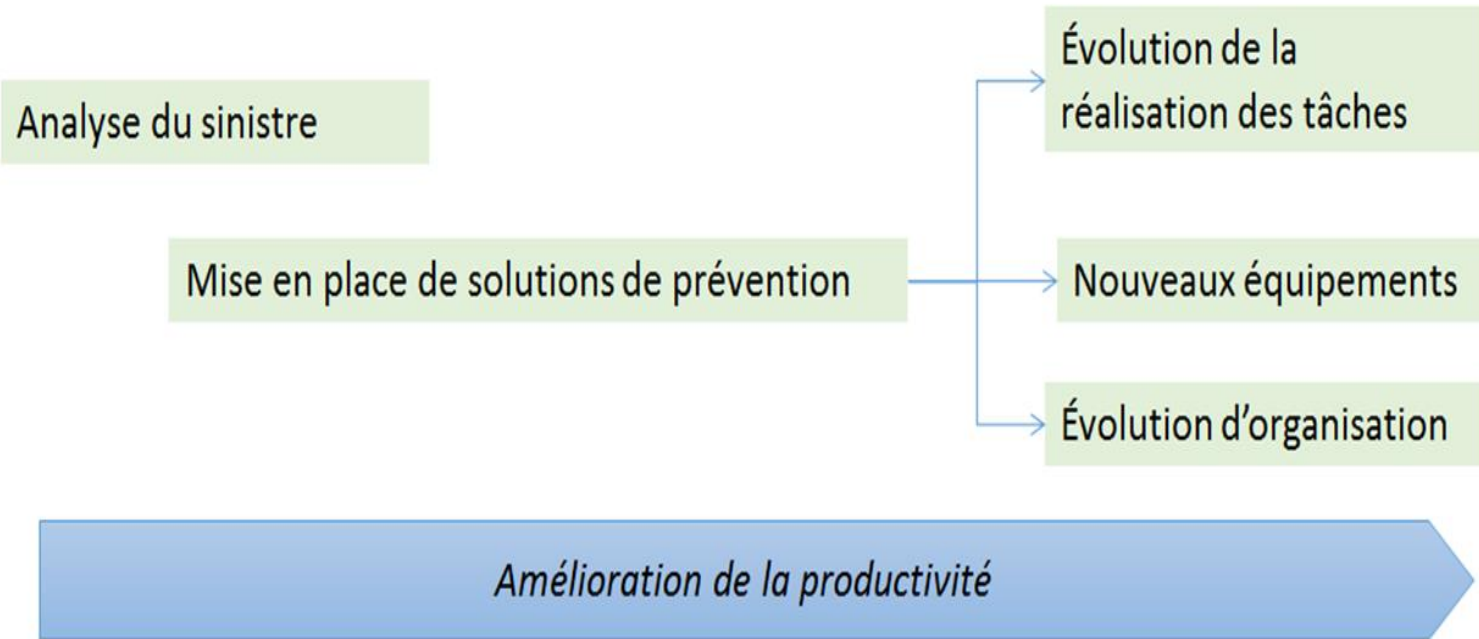 Évolution de la
réalisation des tâches
Analyse du sinistre
Mise en place de solutions de prévention
Nouveaux équipements
Évolution d’organisation
Amélioration de la productivité